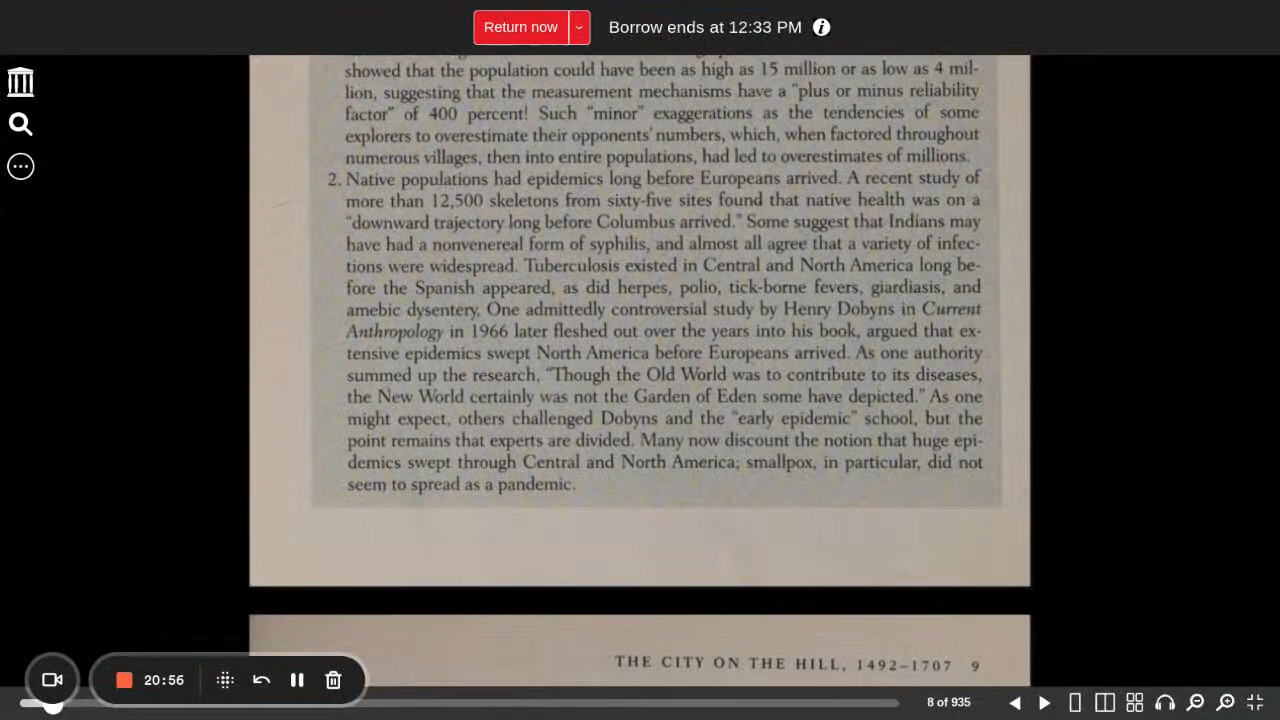 Return now
Borrow ends at 12:33 PM
showed that the population could have been as high as 15 million or as low as 4 mil-
lion, suggesting that the measurement mechanisms have a "plus or minus reliability
factor" of 400 percent! Such "minor" exaggerations as the tendencies of some
explorers to overestimate their opponents' numbers, which, when factored throughout
numerous villages, then into entire populations, had led to overestimates of millions.
2. Native populations had epidemics long before Europeans arrived. A recent study of
more than 12,500 skeletons from sixty-five sites found that native health was on a
"downward trajectory long before Columbus arrived." Some suggest that Indians may
have had a nonvenereal form of syphilis, and almost all agree that a variety of infec-
tions were widespread. Tuberculosis existed in Central and North America long be-
fore the Spanish appeared, as did herpes, polio, tick-borne fevers, giardiasis, and
amebic dysentery. One admittedly controversial study by Henry Dobyns in Current
Anthropology in 1966 later fleshed out over the years into his book, argued that ex-
tensive epidemics swept North America before Europeans arrived. As one authority
summed up the research, "Though the Old World was to contribute to its diseases,
the New World certainly was not the Garden of Eden some have depicted." As one
might expect, others challenged Dobyns and the "early epidemic" school, but the
point remains that experts are divided. Many now discount the notion that huge epi-
demics swept through Central and North America; smallpox, in particular, did not
seem to spread as a pandemic.
THE CITY ON THE HILL, 1492–1707 9
20:56
8 of 935